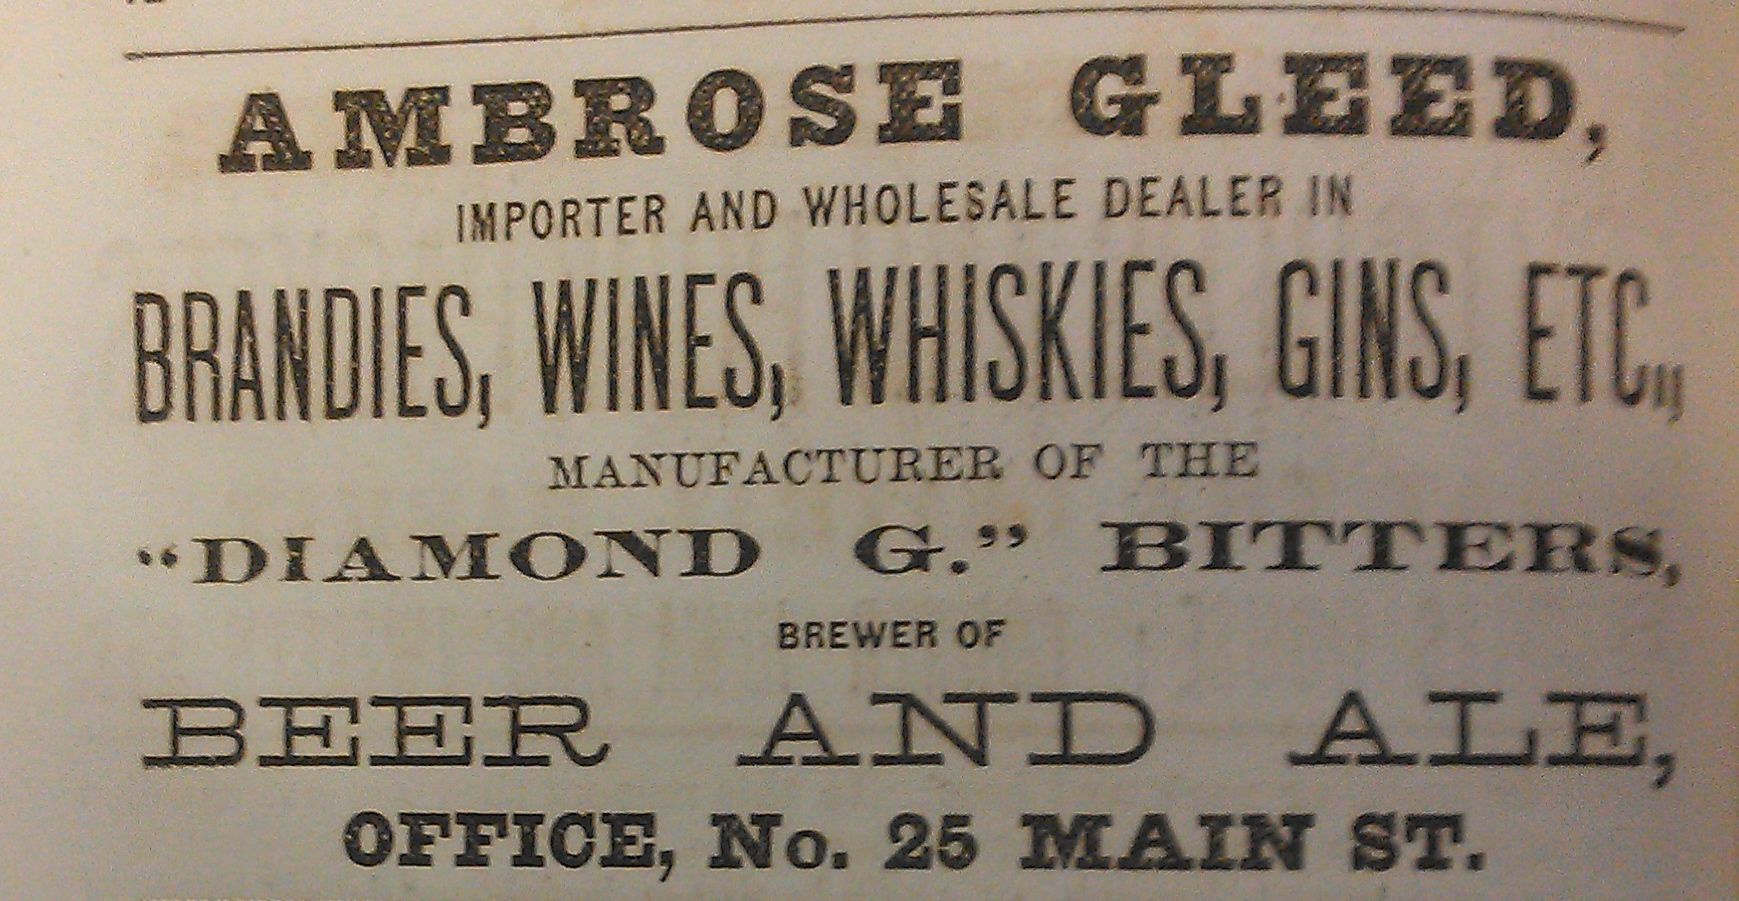 AMBROSE GLEED,
IMPORTER AND WHOLESALE DEALER IN
BRANDIES, WINES, WHISKIES, GINS, ETC.,
MANUFACTURER OF THE
“DIAMOND G.” BITTERS,
BREWER OF
BEER AND ALE,
OFFICE, No. 25 MAIN ST.